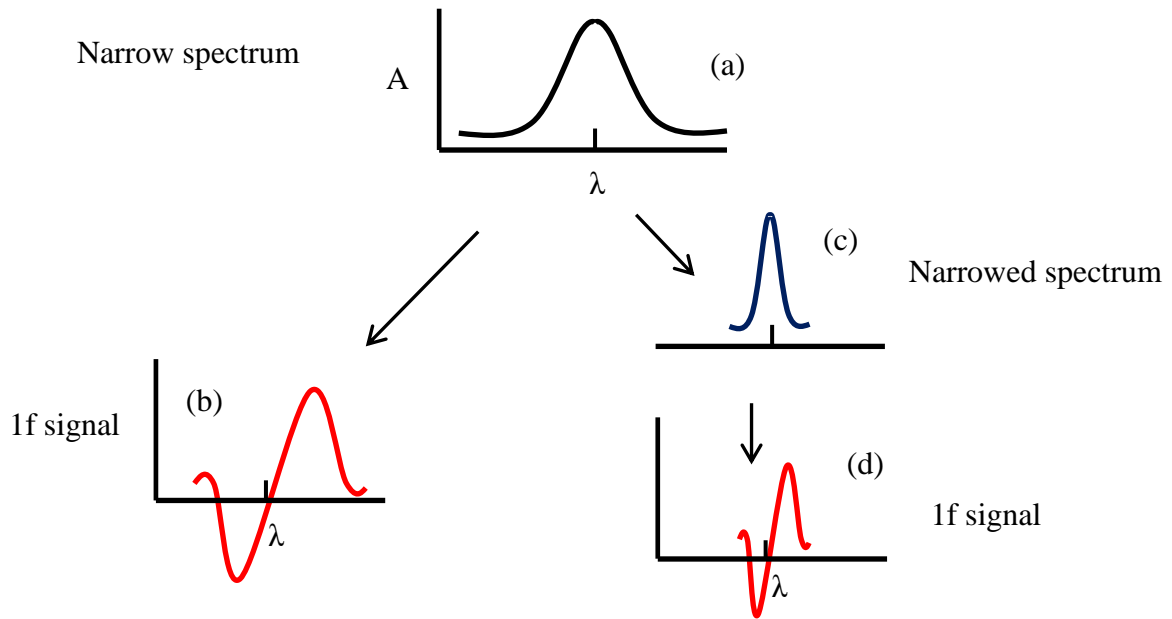 Narrow spectrum
A
(a)
λ
(c)
Narrowed spectrum
(b)
1f signal
λ
(d)
1f signal
λ